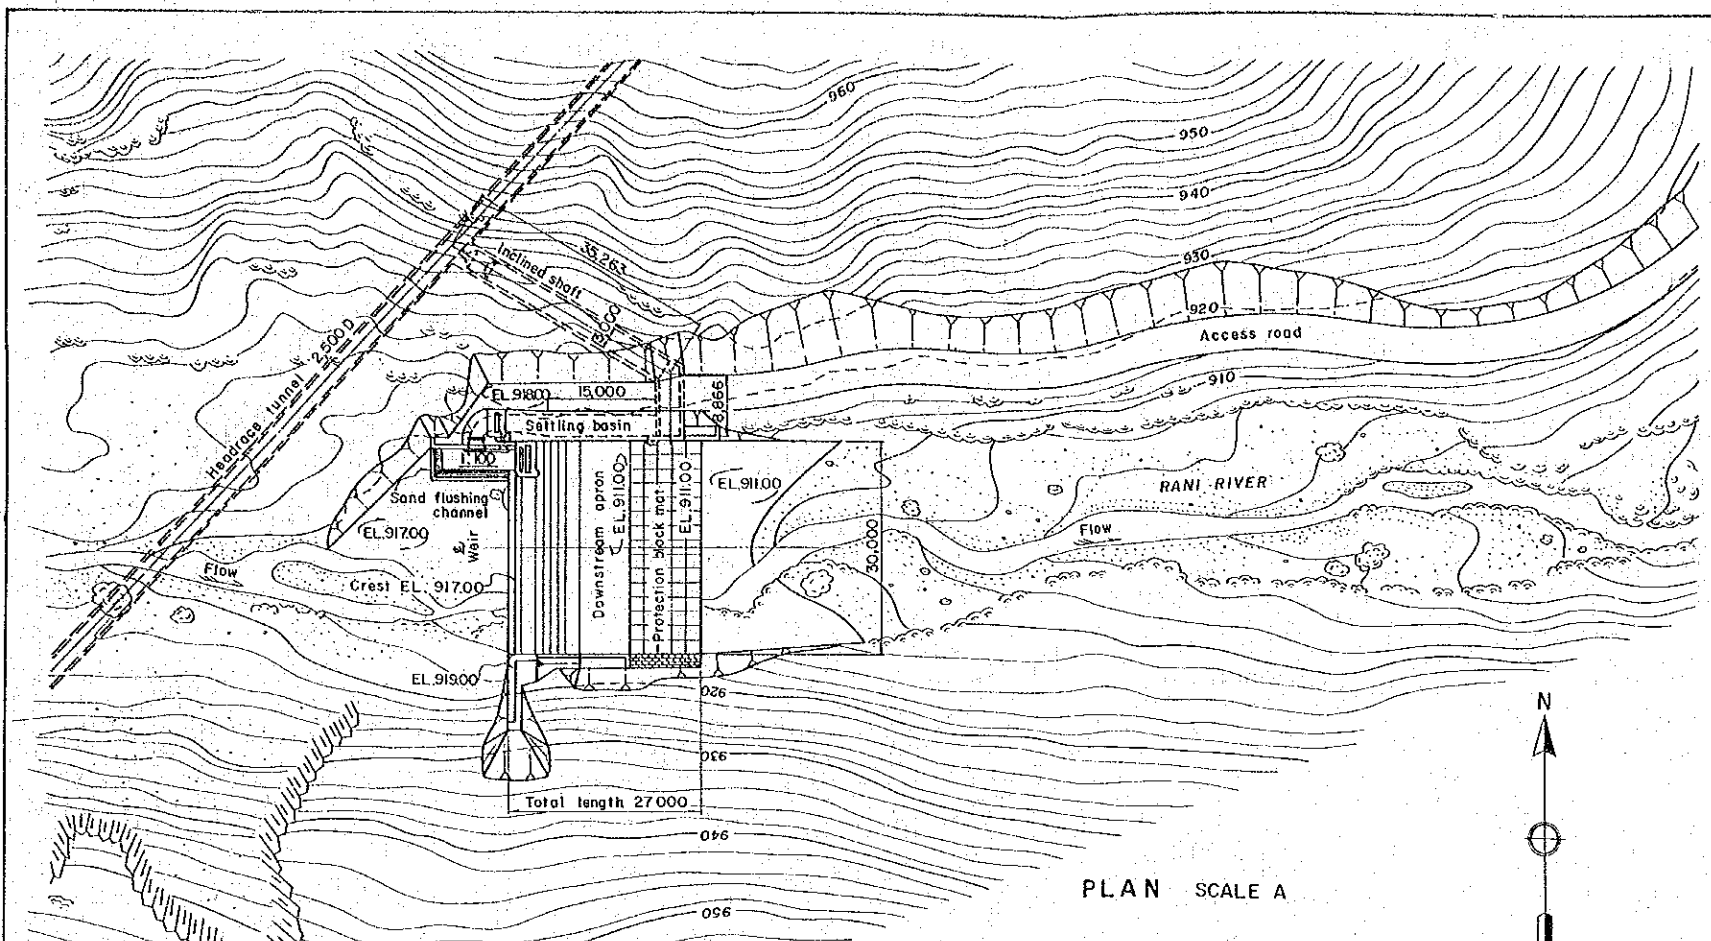 960
950
940
930
920
910
Inclined shaft
35,263
13,000
Headrace tunnel 2,500 D
Access road
EL.918.00
15,000
8,866
Settling basin
1:100
Sand flushing
channel
EL.917.00
Flow
Crest EL. 917.00
℄ Wair
Downstream apron
EL.911.00
Protection block mat
EL.911.00
EL.911.00
30,000
RANI RIVER
Flow
EL.919.00
920
930
Total length 27000
940
950
N
PLAN SCALE A